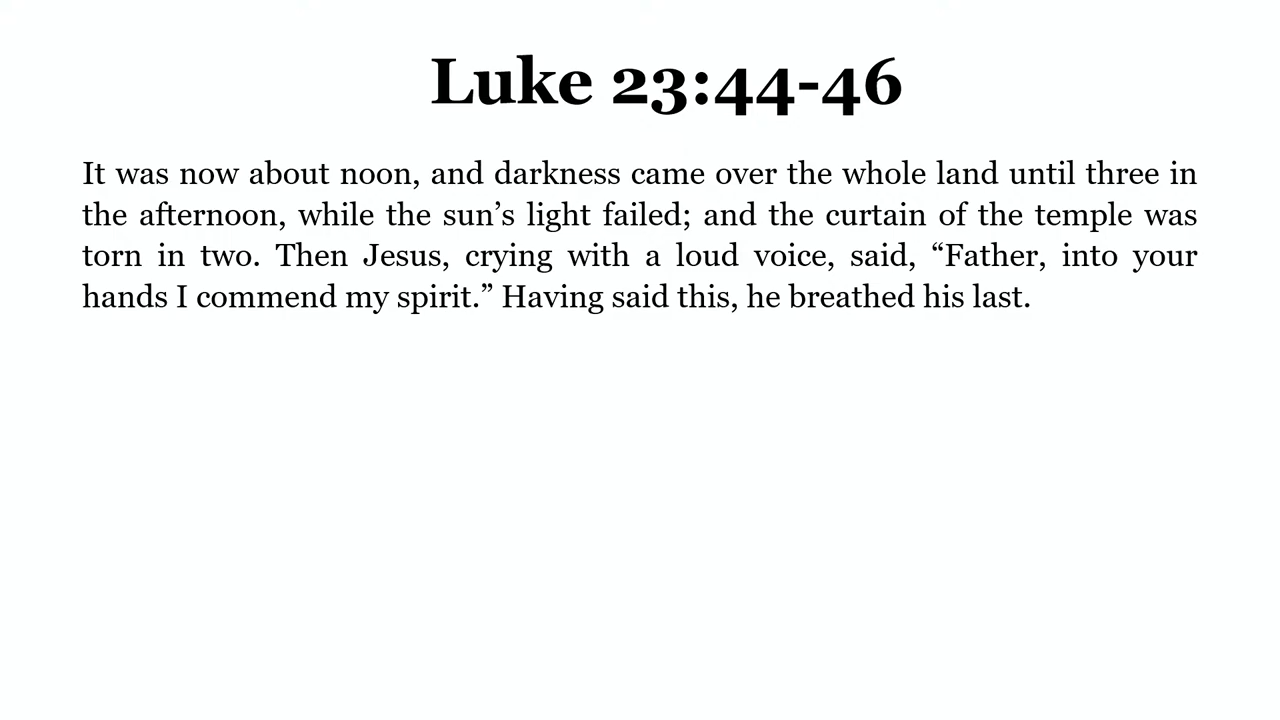 Luke 23:44-46
It was now about noon, and darkness came over the whole land until three in
the afternoon, while the sun’s light failed; and the curtain of the temple was
torn in two. Then Jesus, crying with a loud voice, said, “Father, into your
hands I commend my spirit.” Having said this, he breathed his last.